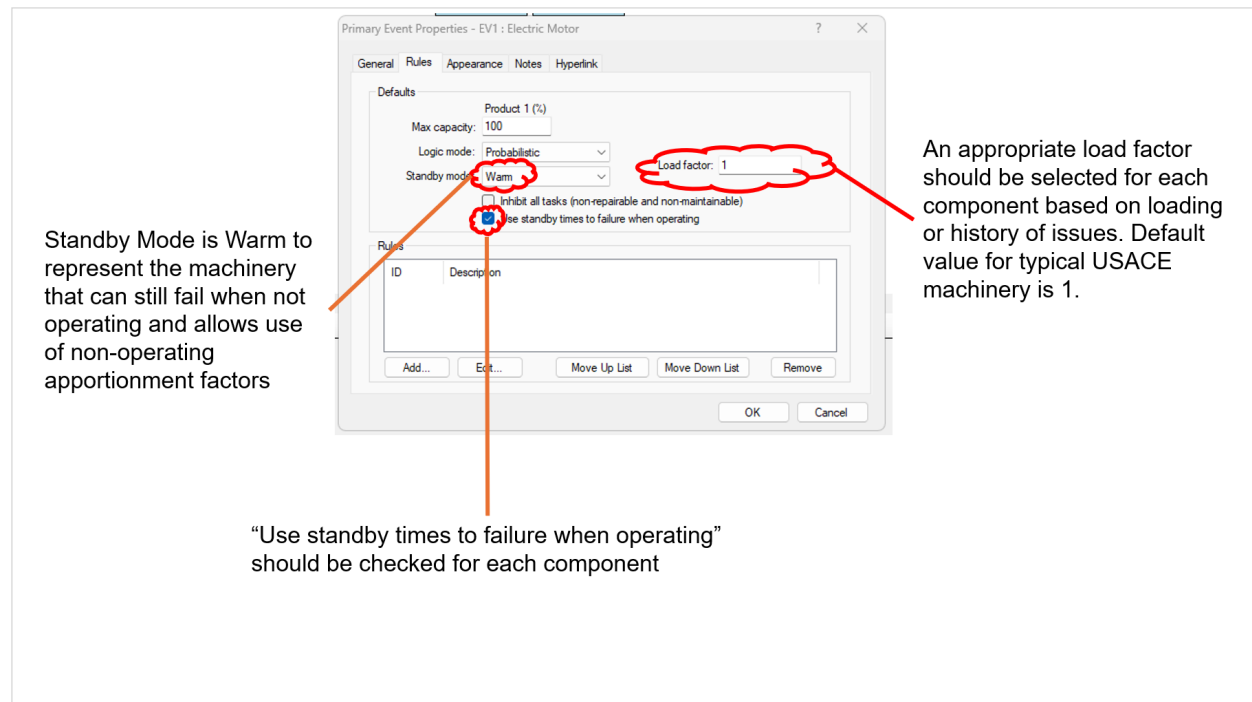 Primary Event Properties - EV1 : Electric Motor
General Rules Appearance Notes Hyperlink
Defaults
Product 1 (%)
Max capacity: 100
Logic mode: Probabilistic
Load factor: 1
Standby mode: Warm
Inhibit all tasks (non-repairable and non-maintainable)
Use standby times to failure when operating
Rules
ID Description
Add... Edit... Move Up List Move Down List Remove
OK Cancel
Standby Mode is Warm to
represent the machinery
that can still fail when not
operating and allows use
of non-operating
apportionment factors
An appropriate load factor
should be selected for each
component based on loading
or history of issues. Default
value for typical USACE
machinery is 1.
“Use standby times to failure when operating”
should be checked for each component